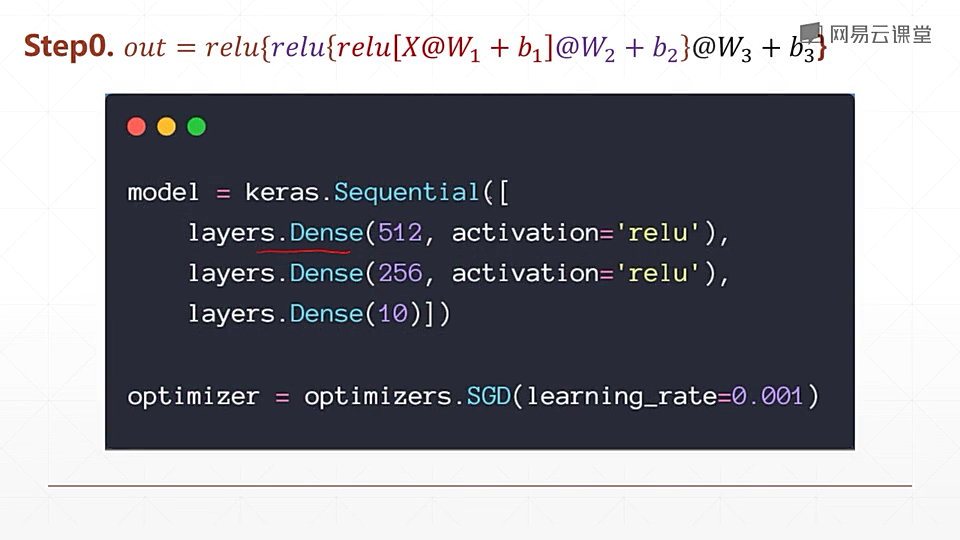 Step0. out = relu{relu{relu[X@W₁ + b₁]@W₂ + b₂}@W₃ + b₃}
网易云课堂
model = keras.Sequential([
    layers.Dense(512, activation='relu'),
    layers.Dense(256, activation='relu'),
    layers.Dense(10)])
optimizer = optimizers.SGD(learning_rate=0.001)